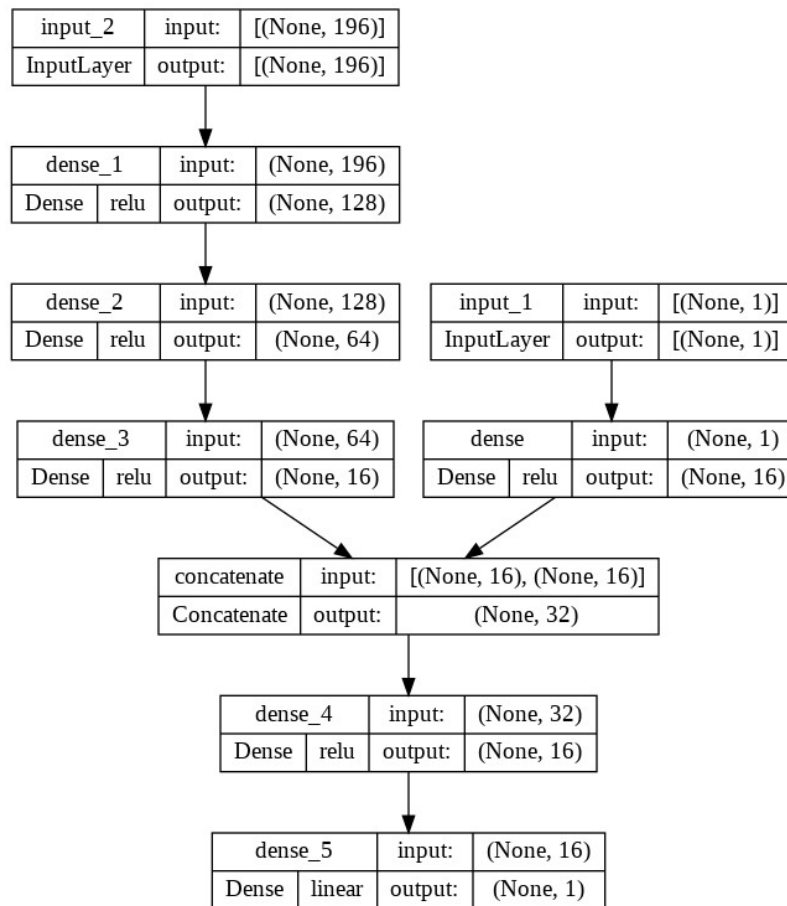 input_2 input: [(None, 196)]
InputLayer output: [(None, 196)]
dense_1 input: (None, 196)
Dense relu output: (None, 128)
dense_2 input: (None, 128)
Dense relu output: (None, 64)
input_1 input: [(None, 1)]
InputLayer output: [(None, 1)]
dense_3 input: (None, 64)
Dense relu output: (None, 16)
dense input: (None, 1)
Dense relu output: (None, 16)
concatenate input: [(None, 16), (None, 16)]
Concatenate output: (None, 32)
dense_4 input: (None, 32)
Dense relu output: (None, 16)
dense_5 input: (None, 16)
Dense linear output: (None, 1)